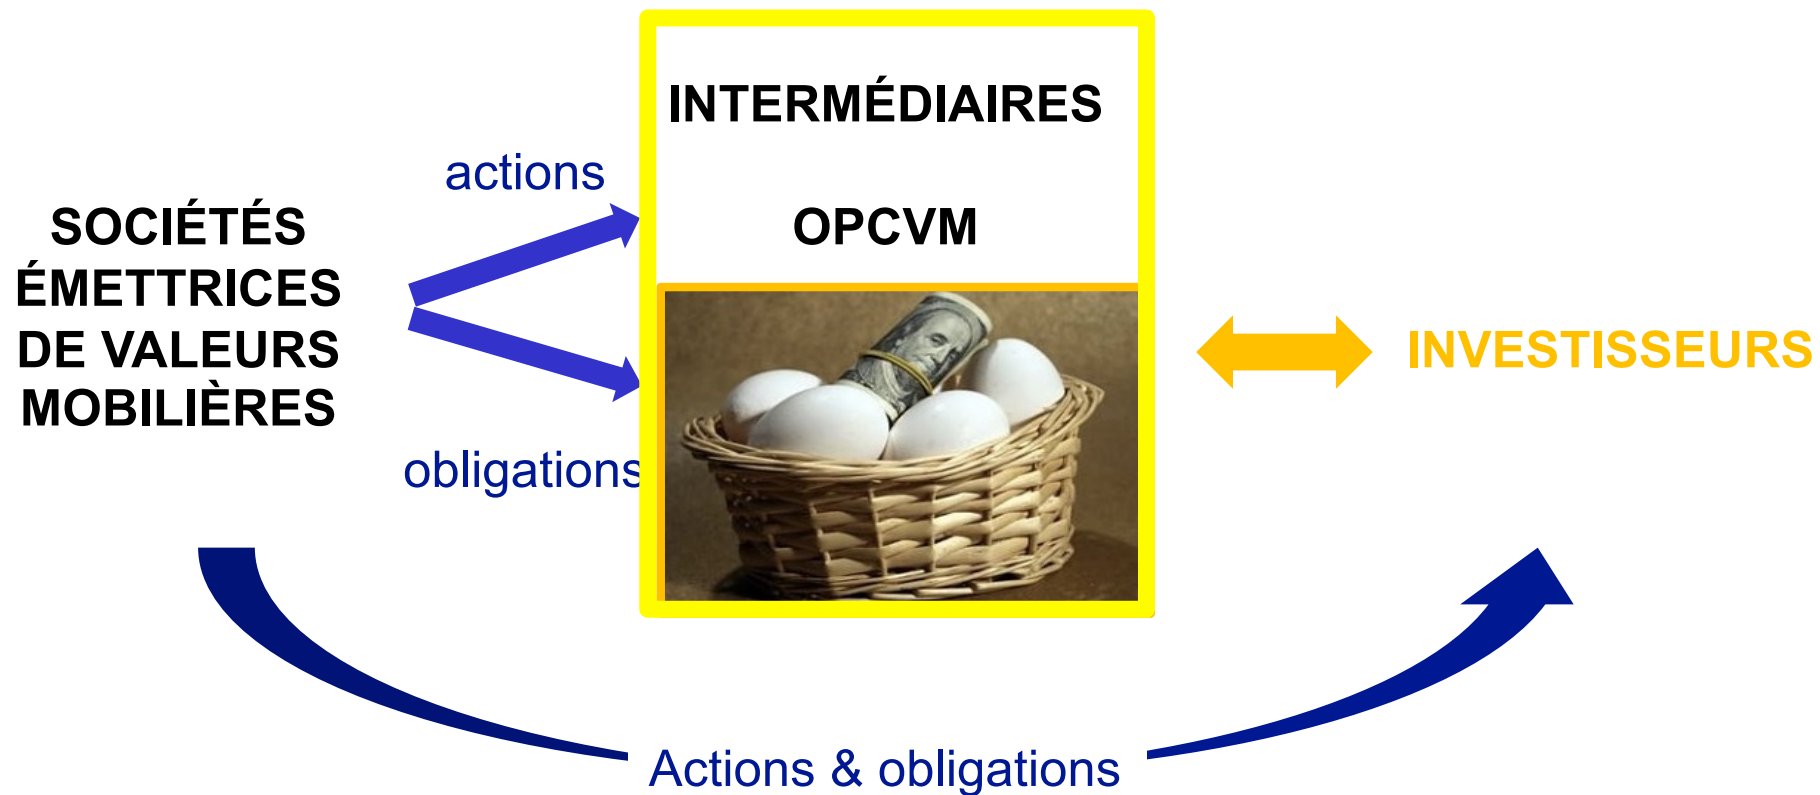 SOCIÉTÉS
ÉMETTRICES
DE VALEURS
MOBILIÈRES
actions
obligations
INTERMÉDIAIRES
OPCVM
INVESTISSEURS
Actions & obligations